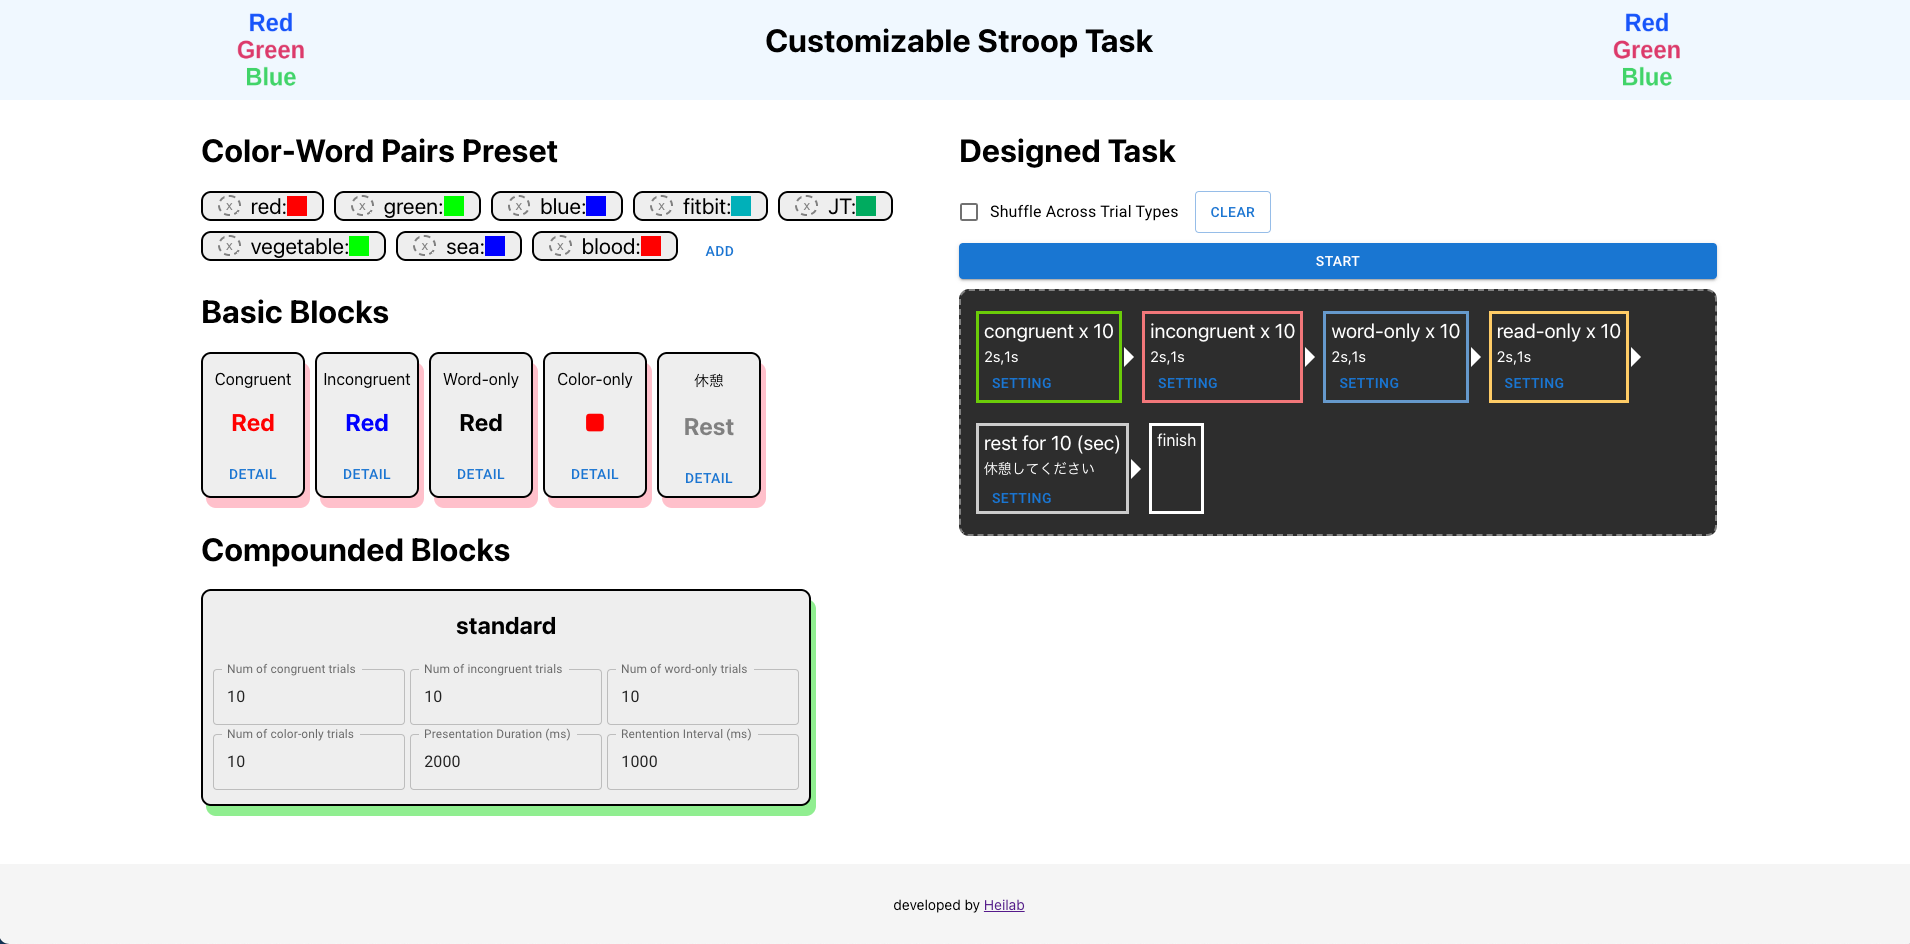 Red
Green
Blue
Customizable Stroop Task
Red
Green
Blue
Color-Word Pairs Preset
x red:
x green:
x blue:
x fitbit:
x JT:
x vegetable:
x sea:
x blood:
ADD
Basic Blocks
Congruent
Red
DETAIL
Incongruent
Red
DETAIL
Word-only
Red
DETAIL
Color-only
DETAIL
休憩
Rest
DETAIL
Compounded Blocks
standard
Num of congruent trials
10
Num of incongruent trials
10
Num of word-only trials
10
Num of color-only trials
10
Presentation Duration (ms)
2000
Rentention Interval (ms)
1000
Designed Task
Shuffle Across Trial Types
CLEAR
START
congruent x 10
2s,1s
SETTING
incongruent x 10
2s,1s
SETTING
word-only x 10
2s,1s
SETTING
read-only x 10
2s,1s
SETTING
rest for 10 (sec)
休憩してください
SETTING
finish
developed by Heilab